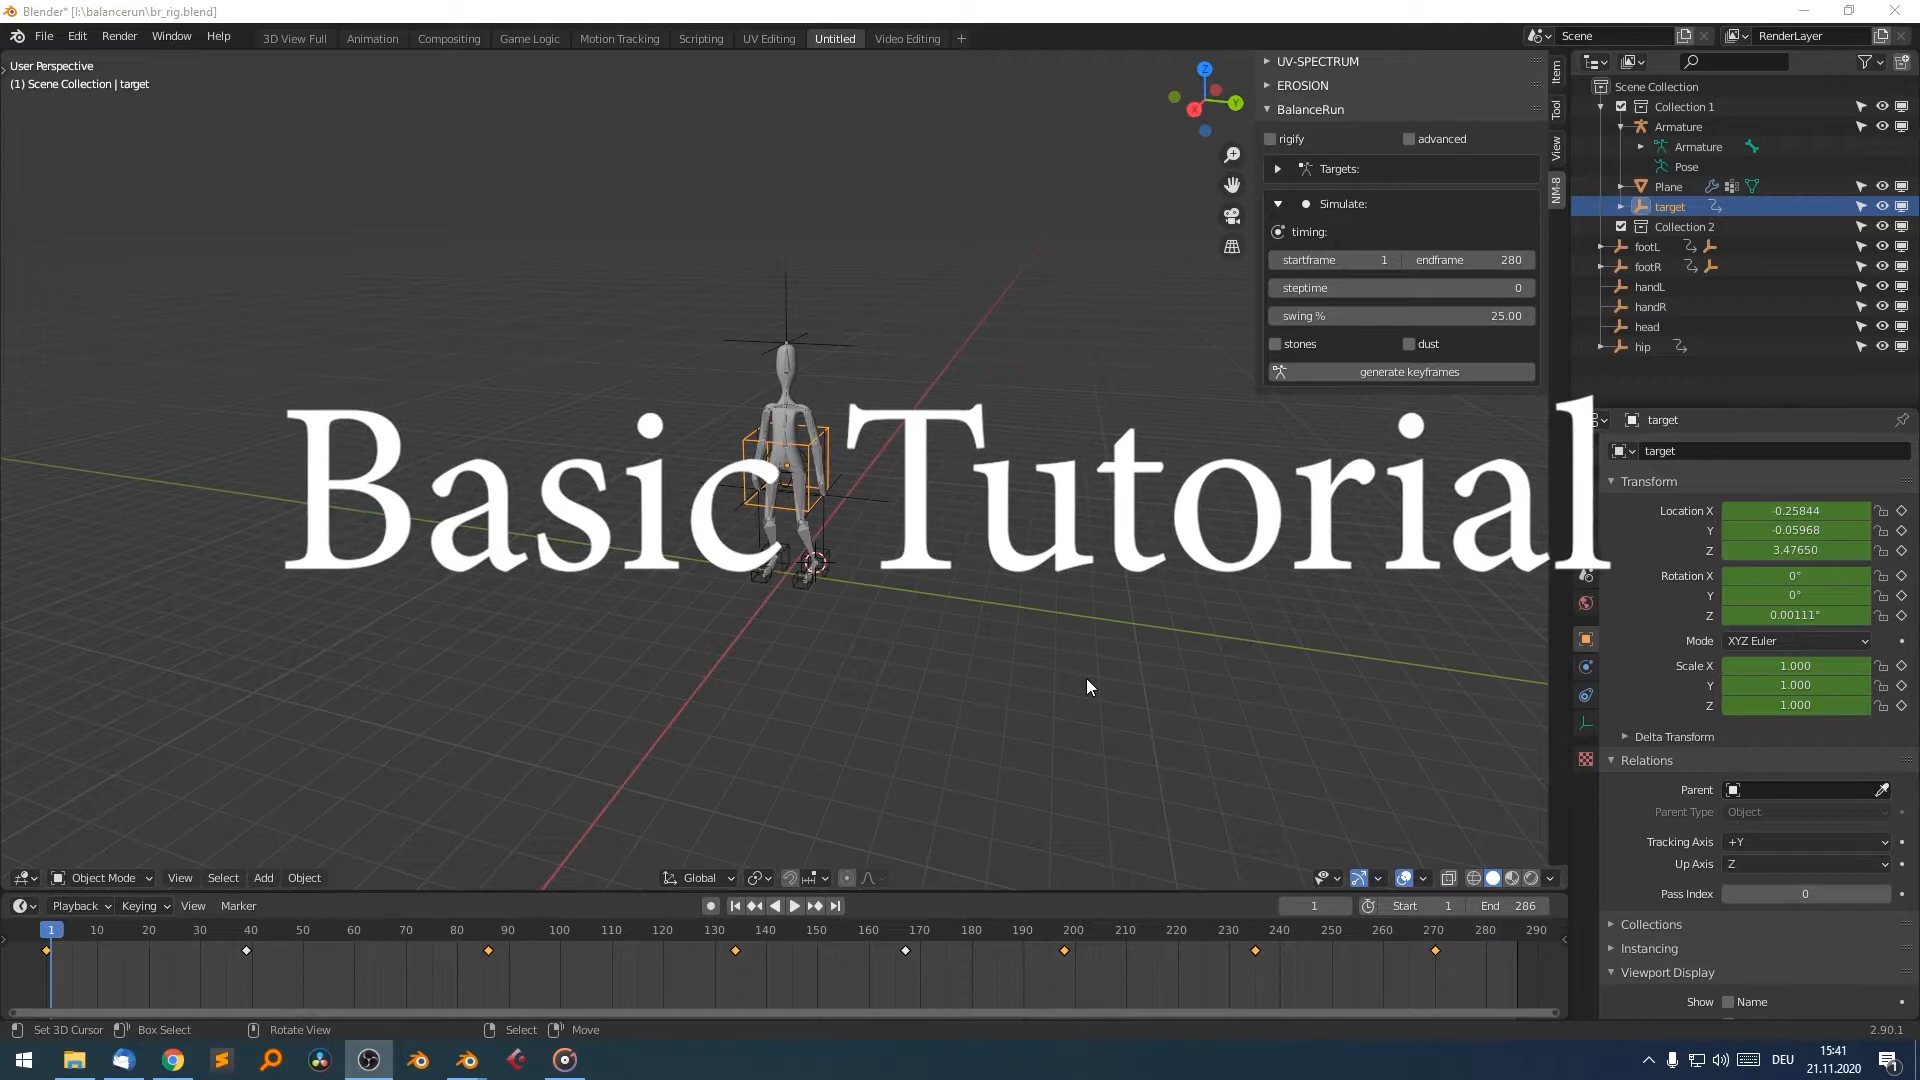 Blender* [I:\balancerun\br_rig.blend]
File Edit Render Window Help 3D View Full Animation Compositing Game Logic Motion Tracking Scripting UV Editing Untitled Video Editing + Scene RenderLayer
User Perspective
(1) Scene Collection | target
UV-SPECTRUM
EROSION
BalanceRun
rigify advanced
Targets:
Simulate:
timing:
startframe 1 endframe 280
steptime 0
swing % 25.00
stones dust
generate keyframes
Item
Tool
View
NM-8
X
Y
Z
Scene Collection
Collection 1
Armature
Armature
Pose
Plane
target
Collection 2
footL
footR
handL
handR
head
hip
Basic Tutorial
target
target
Transform
Location X -0.25844
Y -0.05968
Z 3.47650
Rotation X 0°
Y 0°
Z 0.00111°
Mode XYZ Euler
Scale X 1.000
Y 1.000
Z 1.000
Delta Transform
Relations
Parent
Parent Type Object
Tracking Axis +Y
Up Axis Z
Pass Index 0
Collections
Instancing
Viewport Display
Show Name
Object Mode View Select Add Object Global
Playback Keying View Marker 1 Start 1 End 286
1 10 20 30 40 50 60 70 80 90 100 110 120 130 140 150 160 170 180 190 200 210 220 230 240 250 260 270 280 290
Set 3D Cursor Box Select Rotate View Select Move 2.90.1
DEU
15:41
21.11.2020
1